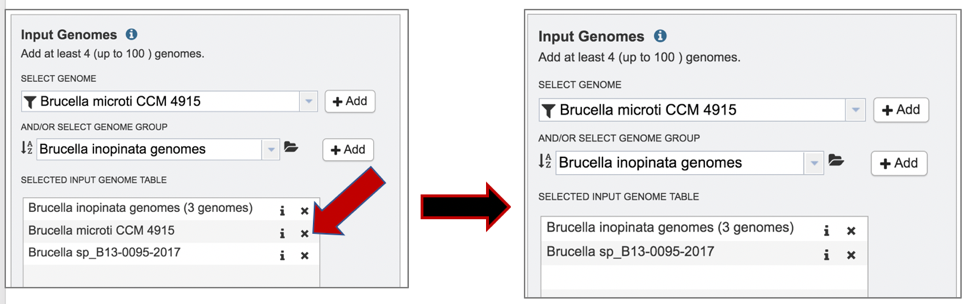 Input Genomes i
Add at least 4 (up to 100 ) genomes.
SELECT GENOME
Brucella microti CCM 4915 + Add
AND/OR SELECT GENOME GROUP
AZ Brucella inopinata genomes + Add
SELECTED INPUT GENOME TABLE
Brucella inopinata genomes (3 genomes) i x
Brucella microti CCM 4915 i x
Brucella sp_B13-0095-2017 i x
Input Genomes i
Add at least 4 (up to 100 ) genomes.
SELECT GENOME
Brucella microti CCM 4915 + Add
AND/OR SELECT GENOME GROUP
AZ Brucella inopinata genomes + Add
SELECTED INPUT GENOME TABLE
Brucella inopinata genomes (3 genomes) i x
Brucella sp_B13-0095-2017 i x